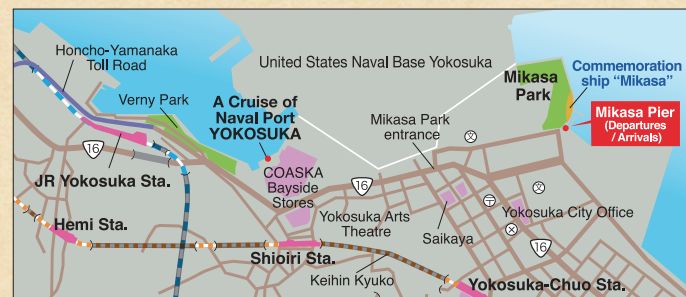 Honcho-Yamanaka
Toll Road
Verny Park
A Cruise of
Naval Port
YOKOSUKA
United States Naval Base Yokosuka
Mikasa
Park
Commemoration
ship “Mikasa”
Mikasa Pier
(Departures
/ Arrivals)
Mikasa Park
entrance
文
16
JR Yokosuka Sta.
COASKA
Bayside
Stores
16
文
Hemi Sta.
Yokosuka Arts
Theatre
Saikaya
〒
Yokosuka City Office
16
Shioiri Sta.
Keihin Kyuko
Yokosuka-Chuo Sta.